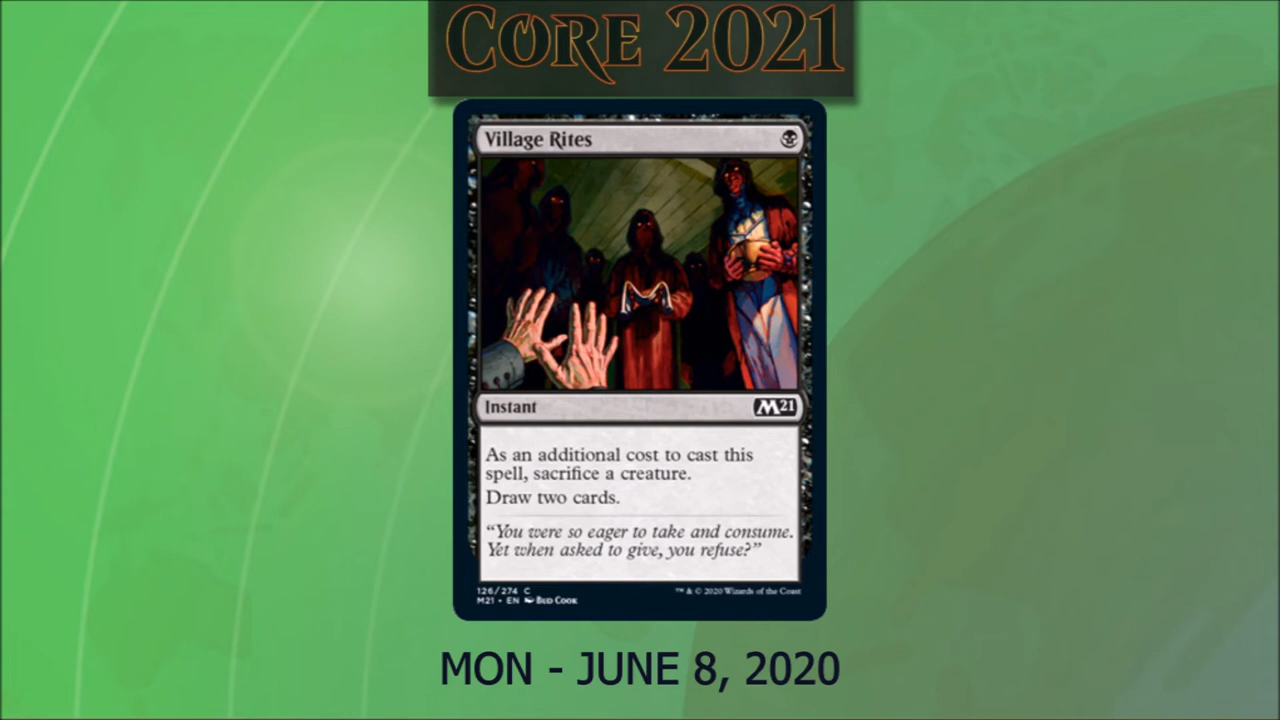 CORE 2021
Village Rites
Instant
M21
As an additional cost to cast this
spell, sacrifice a creature.
Draw two cards.
“You were so eager to take and consume.
Yet when asked to give, you refuse?”
126/274 C
M21 • EN BUD COOK
™ & © 2020 Wizards of the Coast
MON - JUNE 8, 2020